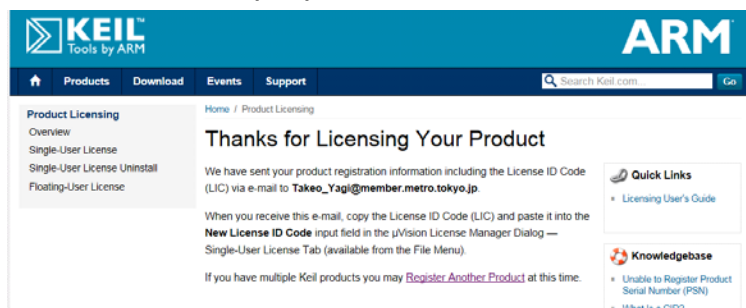 KEIL™
Tools by ARM
ARM
Products Download Events Support
Search Keil.com...
Go
Product Licensing
Overview
Single-User License
Single-User License Uninstall
Floating-User License
Home / Product Licensing
Thanks for Licensing Your Product
We have sent your product registration information including the License ID Code
(LIC) via e-mail to Takeo_Yagi@member.metro.tokyo.jp.
When you receive this e-mail, copy the License ID Code (LIC) and paste it into the
New License ID Code input field in the µVision License Manager Dialog —
Single-User License Tab (available from the File Menu).
If you have multiple Keil products you may Register Another Product at this time.
Quick Links
Licensing User's Guide
Knowledgebase
Unable to Register Product
Serial Number (PSN)
What Is a CID?